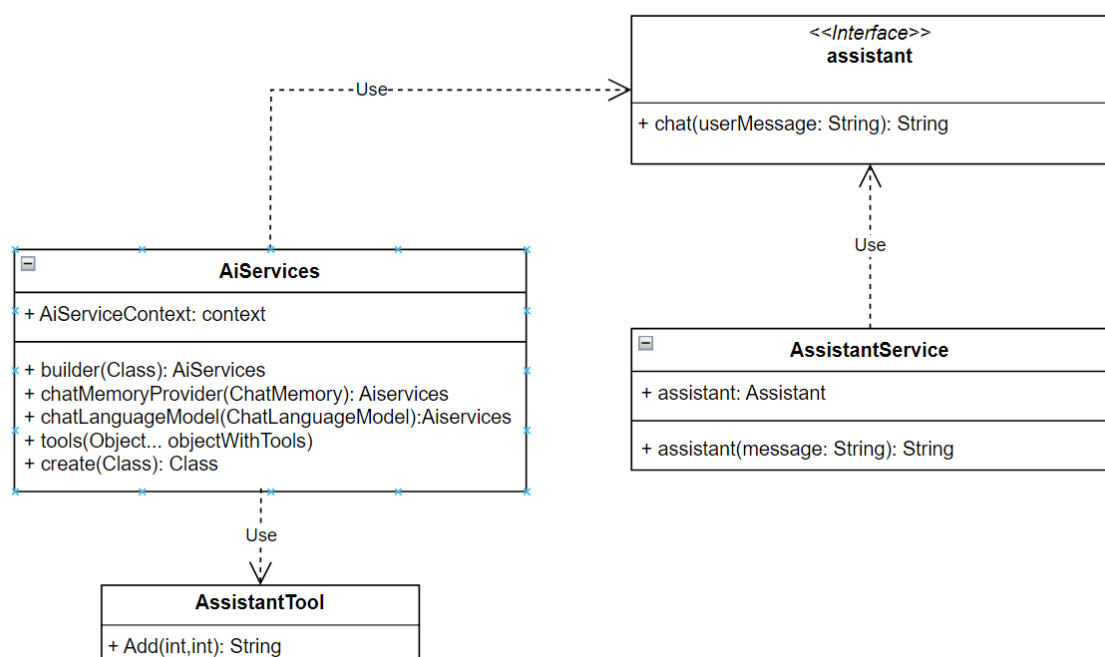 <<Interface>>
assistant
+ chat(userMessage: String): String
Use
Use
AiServices
+ AiServiceContext: context
+ builder(Class): AiServices
+ chatMemoryProvider(ChatMemory): Aiservices
+ chatLanguageModel(ChatLanguageModel):Aiservices
+ tools(Object... objectWithTools)
+ create(Class): Class
AssistantService
+ assistant: Assistant
+ assistant(message: String): String
Use
AssistantTool
+ Add(int,int): String